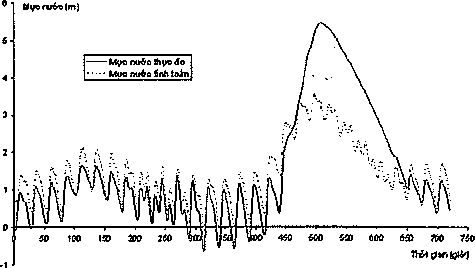 Mực nước (m)
6
5
Mực nước thực đo
Mực nước tính toán
4
3
2
1
0
0 50 100 150 200 250 300 350 400 450 500 550 600 650 700 750
-1
Thời gian (giờ)